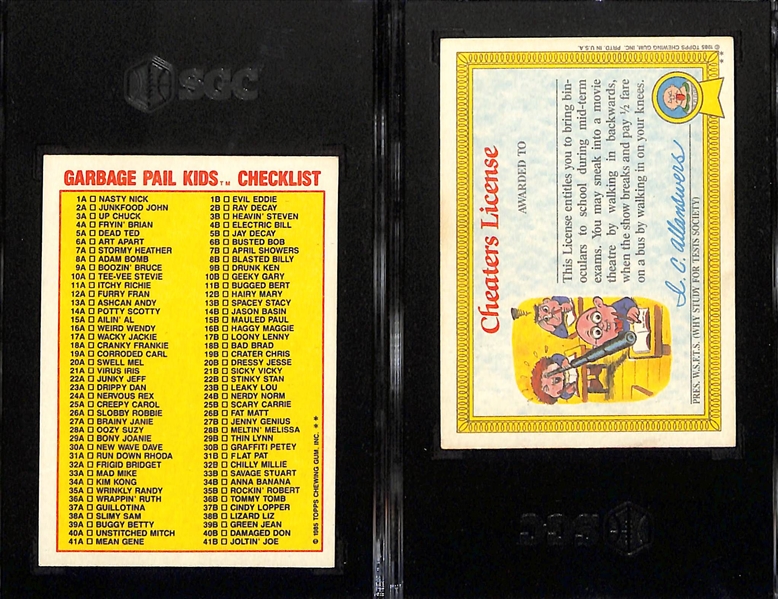 SGC
GARBAGE PAIL KIDS TM CHECKLIST
1A □ NASTY NICK
2A □ JUNKFOOD JOHN
3A □ UP CHUCK
4A □ FRYIN' BRIAN
5A □ DEAD TED
6A □ ART APART
7A □ STORMY HEATHER
8A □ ADAM BOMB
9A □ BOOZIN' BRUCE
10A □ TEE-VEE STEVIE
11A □ ITCHY RICHIE
12A □ FURRY FRAN
13A □ ASHCAN ANDY
14A □ POTTY SCOTTY
15A □ AILIN' AL
16A □ WEIRD WENDY
17A □ WACKY JACKIE
18A □ CRANKY FRANKIE
19A □ CORRODED CARL
20A □ SWELL MEL
21A □ VIRUS IRIS
22A □ JUNKY JEFF
23A □ DRIPPY DAN
24A □ NERVOUS REX
25A □ CREEPY CAROL
26A □ SLOBBY ROBBIE
27A □ BRAINY JANIE
28A □ OOZY SUZY
29A □ BONY JOANIE
30A □ NEW WAVE DAVE
31A □ RUN DOWN RHODA
32A □ FRIGID BRIDGET
33A □ MAD MIKE
34A □ KIM KONG
35A □ WRINKLY RANDY
36A □ WRAPPIN' RUTH
37A □ GUILLOTINA
38A □ SLIMY SAM
39A □ BUGGY BETTY
40A □ UNSTITCHED MITCH
41A □ MEAN GENE
1B □ EVIL EDDIE
2B □ RAY DECAY
3B □ HEAVIN' STEVEN
4B □ ELECTRIC BILL
5B □ JAY DECAY
6B □ BUSTED BOB
7B □ APRIL SHOWERS
8B □ BLASTED BILLY
9B □ DRUNK KEN
10B □ GEEKY GARY
11B □ BUGGED BERT
12B □ HAIRY MARY
13B □ SPACEY STACY
14B □ JASON BASIN
15B □ MAULED PAUL
16B □ HAGGY MAGGIE
17B □ LOONY LENNY
18B □ BAD BRAD
19B □ CRATER CHRIS
20B □ DRESSY JESSE
21B □ SICKY VICKY
22B □ STINKY STAN
23B □ LEAKY LOU
24B □ NERDY NORM
25B □ SCARY CARRIE
26B □ FAT MATT
27B □ JENNY GENIUS
28B □ MELTIN' MELISSA
29B □ THIN LYNN
30B □ GRAFFITI PETEY
31B □ FLAT PAT
32B □ CHILLY MILLIE
33B □ SAVAGE STUART
34B □ ANNA BANANA
35B □ ROCKIN' ROBERT
36B □ TOMMY TOMB
37B □ CINDY LOPPER
38B □ LIZARD LIZ
39B □ GREEN JEAN
40B □ DAMAGED DON
41B □ JOLTIN' JOE
© 1985 TOPPS CHEWING GUM, INC. **
Cheaters License
AWARDED TO
This License entitles you to bring bin-
oculars to school during mid-term
exams. You may sneak into a movie
theatre by walking in backwards,
when the show breaks and pay ½ fare
on a bus by walking in on your knees.
I. C. Allanswers
PRES. W.S.F.T.S. (WHY STUDY FOR TESTS SOCIETY)
© 1985 TOPPS CHEWING GUM, INC. PRTD. IN U.S.A. **
SGC